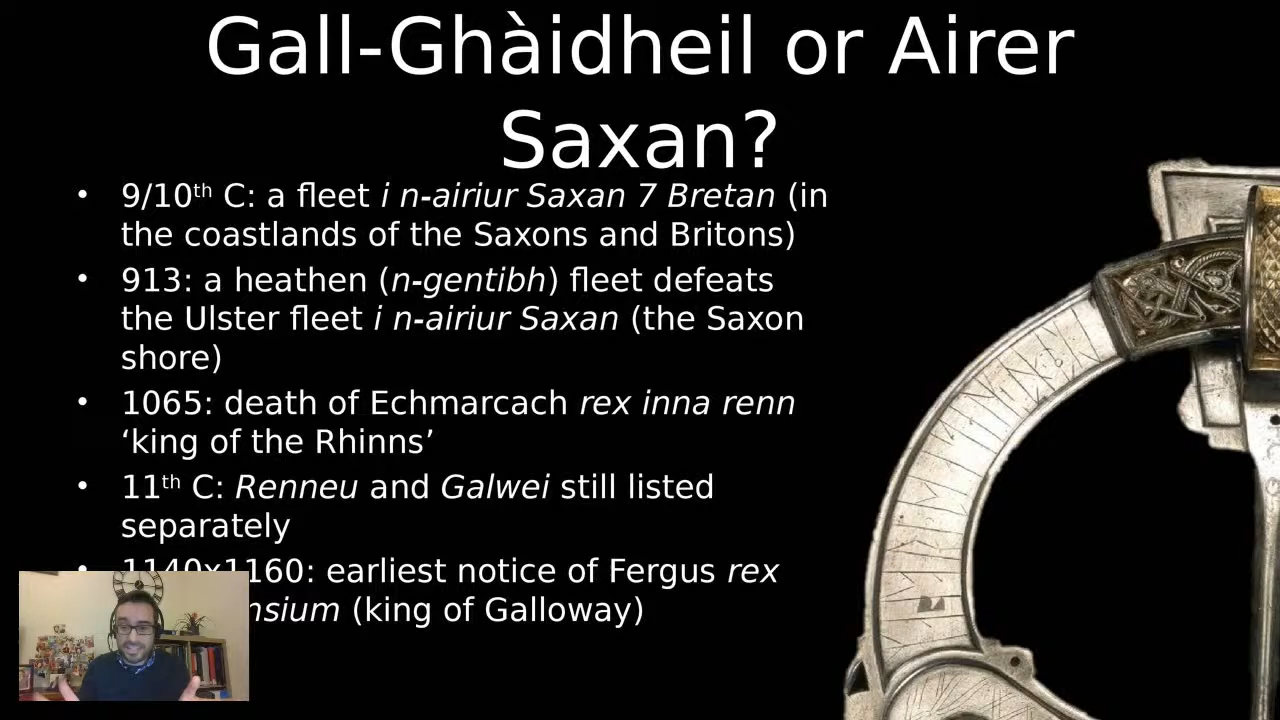 Gall-Ghàidheil or Airer
Saxan?
• 9/10th C: a fleet i n-airiur Saxan 7 Bretan (in
the coastlands of the Saxons and Britons)
• 913: a heathen (n-gentibh) fleet defeats
the Ulster fleet i n-airiur Saxan (the Saxon
shore)
• 1065: death of Echmarcach rex inna renn
‘king of the Rhinns’
• 11th C: Renneu and Galwei still listed
separately
• 1140x1160: earliest notice of Fergus rex
(king of Galloway)